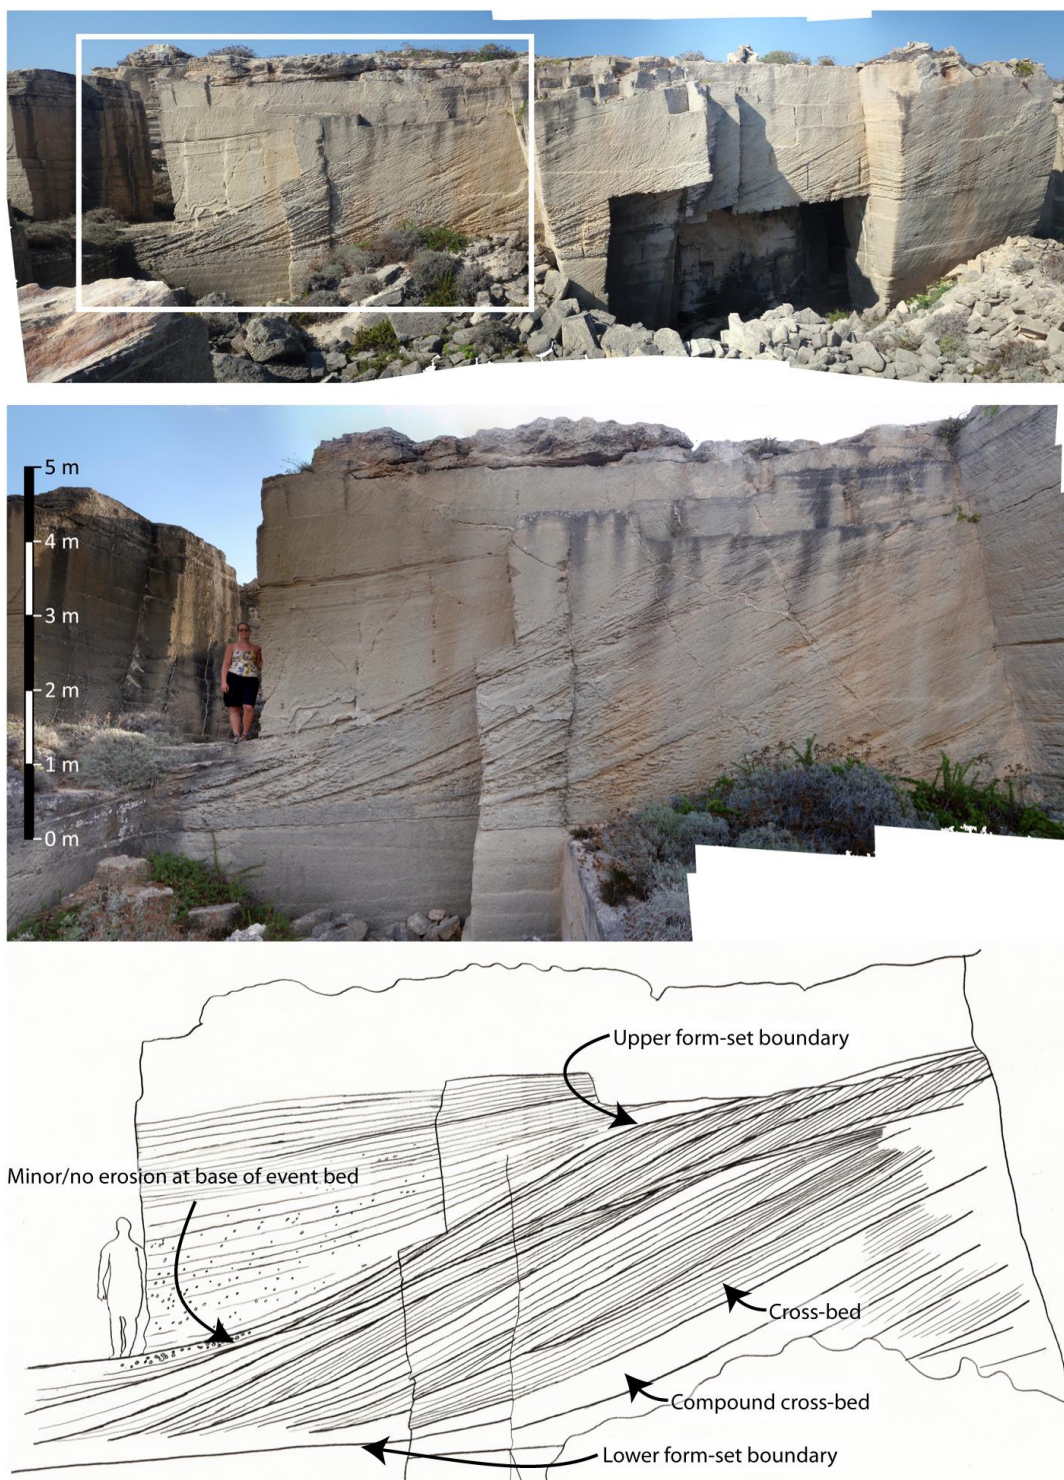 5 m
4 m
3 m
2 m
1 m
0 m
Upper form-set boundary
Minor/no erosion at base of event bed
Cross-bed
Compound cross-bed
Lower form-set boundary